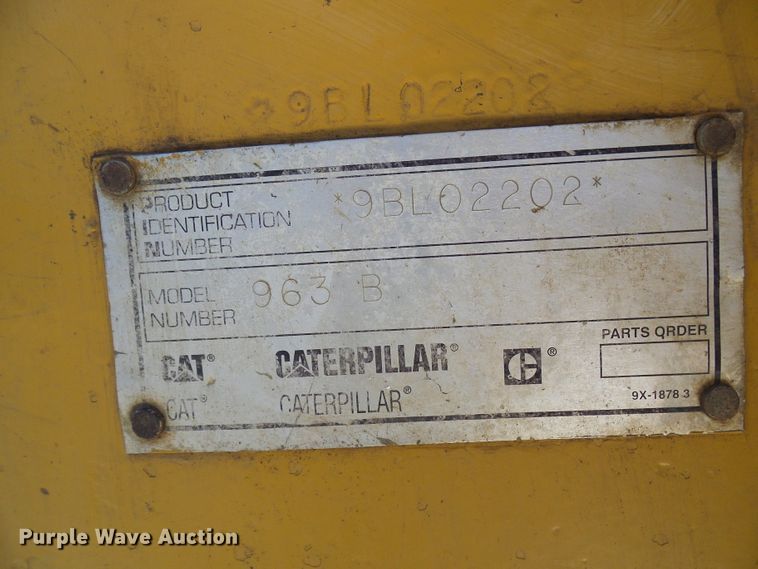 *9BL02202
PRODUCT
IDENTIFICATION
NUMBER
*9BL02202*
MODEL
NUMBER
963 B
PARTS ORDER
CAT® CATERPILLAR® C®
CAT® CATERPILLAR®
9X-1878 3
Purple Wave Auction